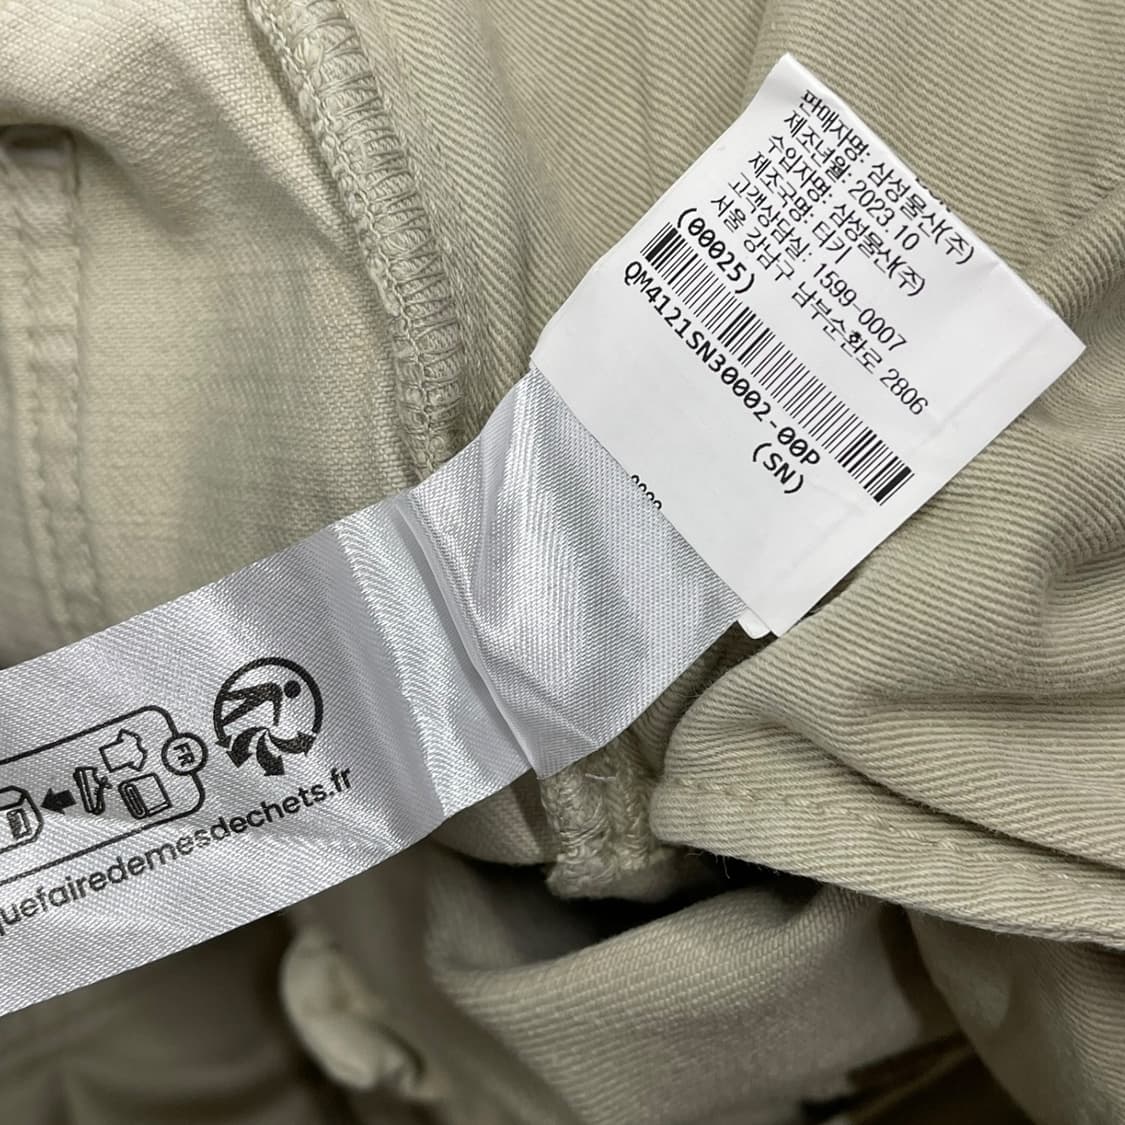 판매자명: 삼성물산(주)
제조년월: 2023.10
수입자명: 삼성물산(주)
제조국명: 터키
고객상담실: 1599-0007
서울 강남구 남부순환로 2806
(00025)
QM4121SN30002-00P
(SN)
FR
quefairedemesdechets.fr